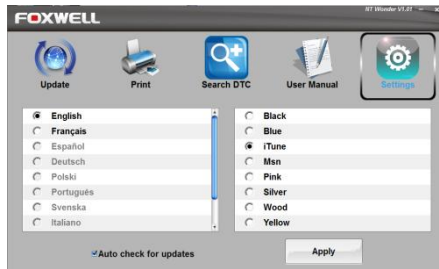 NT Wonder V1.01
FOXWELL
Update Print Search DTC User Manual Settings
English
Français
Español
Deutsch
Polski
Português
Svenska
Italiano
Black
Blue
iTune
Msn
Pink
Silver
Wood
Yellow
Auto check for updates
Apply